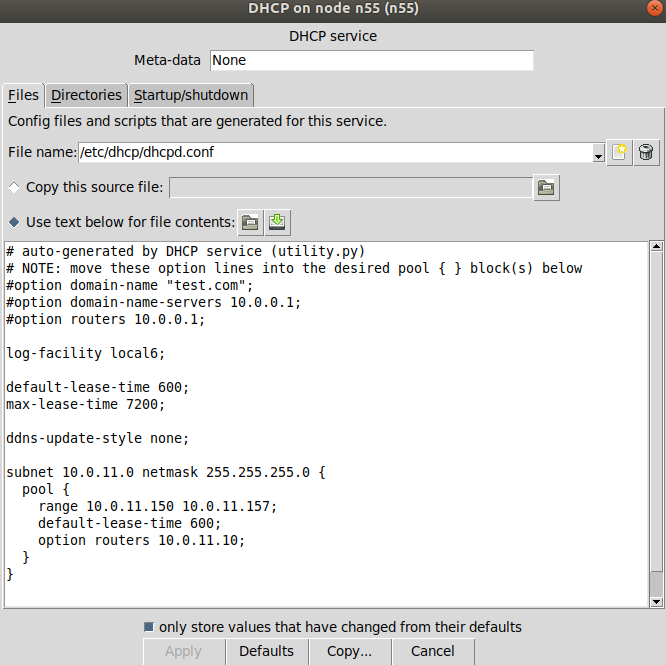 DHCP on node n55 (n55)
DHCP service
Meta-data None
Files Directories Startup/shutdown
Config files and scripts that are generated for this service.
File name: /etc/dhcp/dhcpd.conf
Copy this source file:
Use text below for file contents:
# auto-generated by DHCP service (utility.py)
# NOTE: move these option lines into the desired pool { } block(s) below
#option domain-name "test.com";
#option domain-name-servers 10.0.0.1;
#option routers 10.0.0.1;
log-facility local6;
default-lease-time 600;
max-lease-time 7200;
ddns-update-style none;
subnet 10.0.11.0 netmask 255.255.255.0 {
pool {
range 10.0.11.150 10.0.11.157;
default-lease-time 600;
option routers 10.0.11.10;
}
}
only store values that have changed from their defaults
Apply Defaults Copy... Cancel